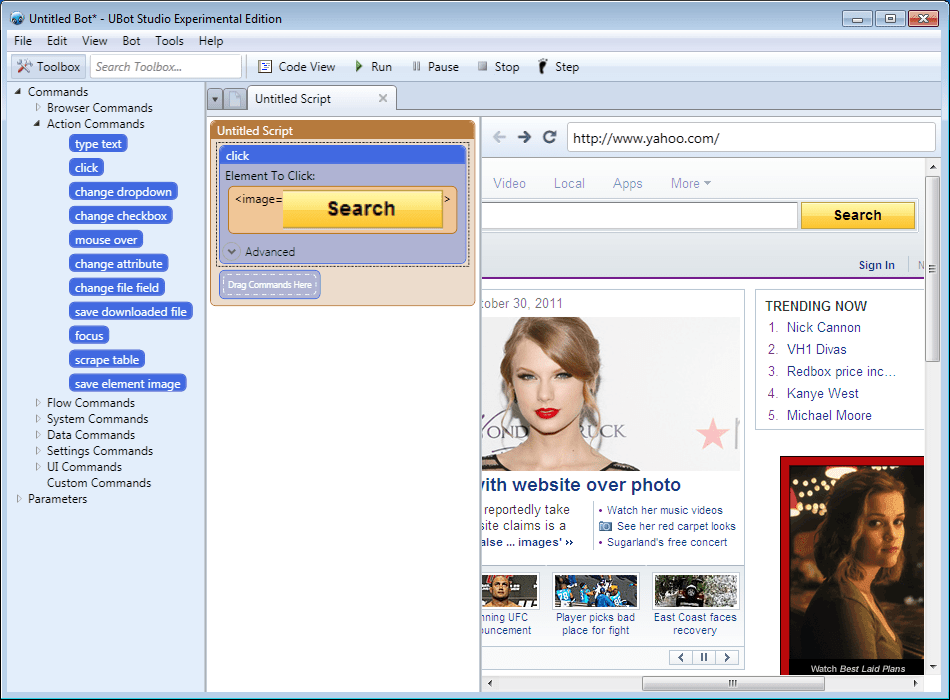 Untitled Bot* - UBot Studio Experimental Edition
File Edit View Bot Tools Help
Toolbox Search Toolbox... Code View Run Pause Stop Step
Commands
Browser Commands
Action Commands
type text
click
change dropdown
change checkbox
mouse over
change attribute
change file field
save downloaded file
focus
scrape table
save element image
Flow Commands
System Commands
Data Commands
Settings Commands
UI Commands
Custom Commands
Parameters
Untitled Script
Untitled Script
click
Element To Click:
<image= Search >
Advanced
Drag Commands Here
http://www.yahoo.com/
Video Local Apps More
Search
Sign In N
ober 30, 2011
OND RUCK
with website over photo
reportedly take
site claims is a
alse ... images' ››
• Watch her music videos
See her red carpet looks
• Sugarland's free concert
nning UFC
ouncement
Player picks bad
place for fight
East Coast faces
recovery
TRENDING NOW
1. Nick Cannon
2. VH1 Divas
3. Redbox price inc...
4. Kanye West
5. Michael Moore
Watch Best Laid Plans